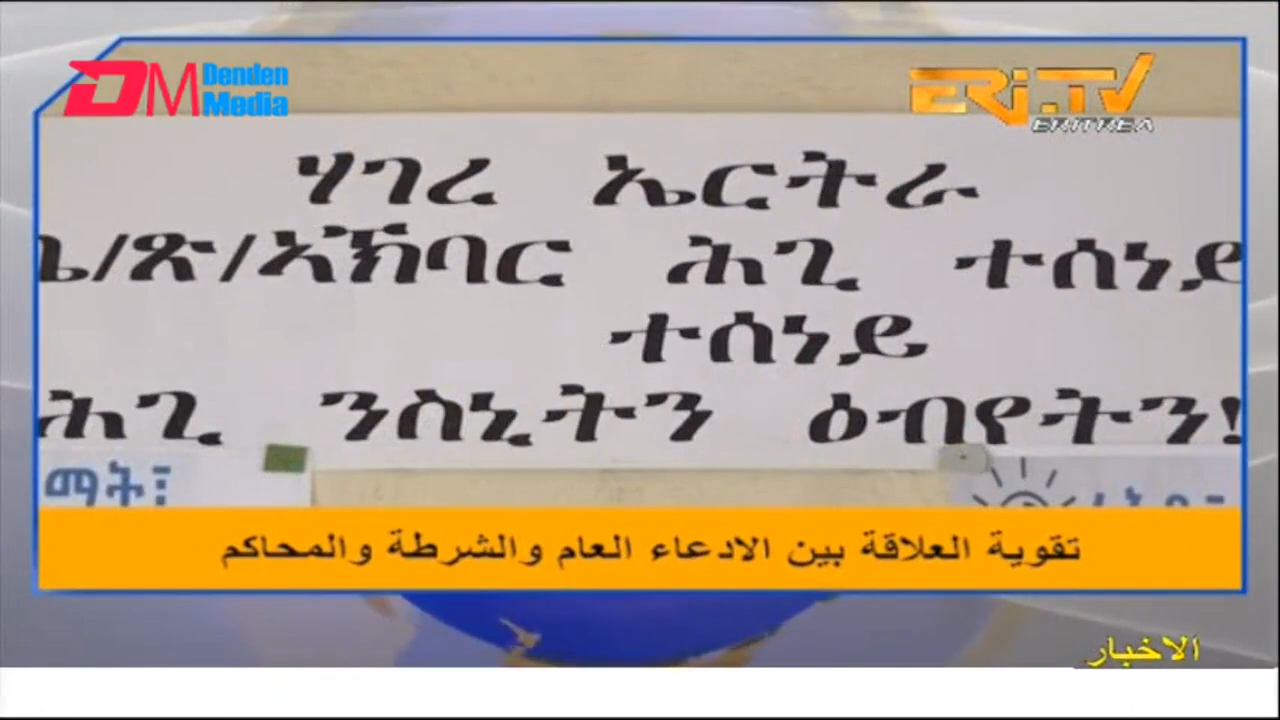 DM Denden Media
ERi.TV
ERITREA
ሃገረ ኤርትራ
ቤ/ጽ/ኣኽባር ሕጊ ተሰነይ
ተሰነይ
ሕጊ ንስኒትን ዕብየትን!
ማት፧
تقوية العلاقة بين الادعاء العام والشرطة والمحاكم
الاخبار